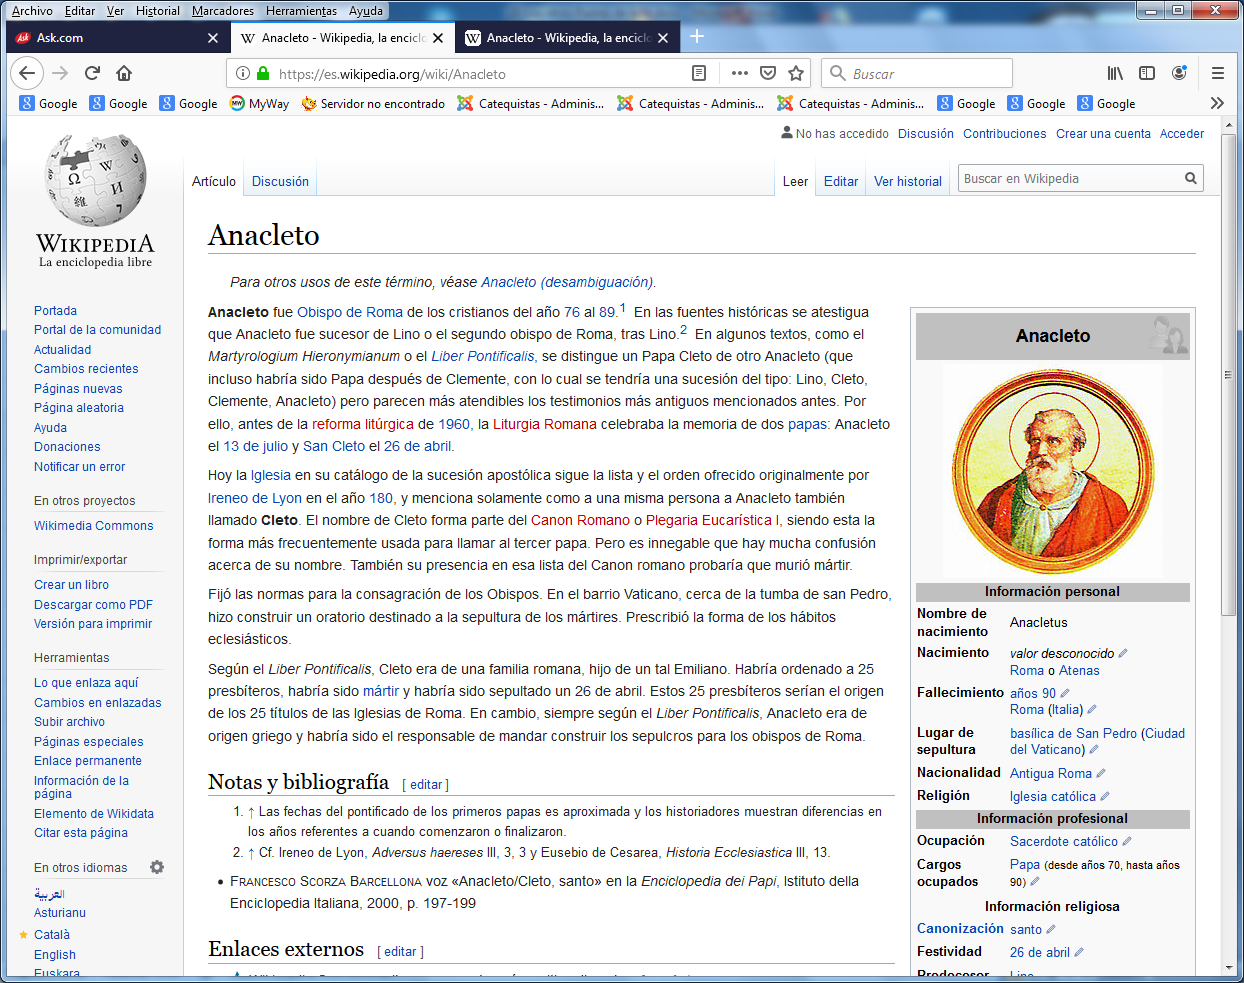 Archivo Editar Ver Historial Marcadores Herramientas Ayuda
Ask Ask.com
W Anacleto - Wikipedia, la enciclo
W Anacleto - Wikipedia, la enciclo
https://es.wikipedia.org/wiki/Anacleto
Buscar
Google Google Google MyWay Servidor no encontrado Catequistas - Adminis... Catequistas - Adminis... Catequistas - Adminis... Google Google Google
No has accedido Discusión Contribuciones Crear una cuenta Acceder
WIKIPEDIA
La enciclopedia libre
Artículo Discusión
Leer Editar Ver historial
Buscar en Wikipedia
Portada
Portal de la comunidad
Actualidad
Cambios recientes
Páginas nuevas
Página aleatoria
Ayuda
Donaciones
Notificar un error
En otros proyectos
Wikimedia Commons
Imprimir/exportar
Crear un libro
Descargar como PDF
Versión para imprimir
Herramientas
Lo que enlaza aquí
Cambios en enlazadas
Subir archivo
Páginas especiales
Enlace permanente
Información de la
página
Elemento de Wikidata
Citar esta página
En otros idiomas
العربية
Asturianu
Català
English
Euskara
Anacleto
Para otros usos de este término, véase Anacleto (desambiguación).
Anacleto fue Obispo de Roma de los cristianos del año 76 al 89.1 En las fuentes históricas se atestigua
que Anacleto fue sucesor de Lino o el segundo obispo de Roma, tras Lino.2 En algunos textos, como el
Martyrologium Hieronymianum o el Liber Pontificalis, se distingue un Papa Cleto de otro Anacleto (que
incluso habría sido Papa después de Clemente, con lo cual se tendría una sucesión del tipo: Lino, Cleto,
Clemente, Anacleto) pero parecen más atendibles los testimonios más antiguos mencionados antes. Por
ello, antes de la reforma litúrgica de 1960, la Liturgia Romana celebraba la memoria de dos papas: Anacleto
el 13 de julio y San Cleto el 26 de abril.
Hoy la Iglesia en su catálogo de la sucesión apostólica sigue la lista y el orden ofrecido originalmente por
Ireneo de Lyon en el año 180, y menciona solamente como a una misma persona a Anacleto también
llamado Cleto. El nombre de Cleto forma parte del Canon Romano o Plegaria Eucarística I, siendo esta la
forma más frecuentemente usada para llamar al tercer papa. Pero es innegable que hay mucha confusión
acerca de su nombre. También su presencia en esa lista del Canon romano probaría que murió mártir.
Fijó las normas para la consagración de los Obispos. En el barrio Vaticano, cerca de la tumba de san Pedro,
hizo construir un oratorio destinado a la sepultura de los mártires. Prescribió la forma de los hábitos
eclesiásticos.
Según el Liber Pontificalis, Cleto era de una familia romana, hijo de un tal Emiliano. Habría ordenado a 25
presbíteros, habría sido mártir y habría sido sepultado un 26 de abril. Estos 25 presbíteros serían el origen
de los 25 títulos de las Iglesias de Roma. En cambio, siempre según el Liber Pontificalis, Anacleto era de
origen griego y habría sido el responsable de mandar construir los sepulcros para los obispos de Roma.
Notas y bibliografía [ editar ]
1. ↑ Las fechas del pontificado de los primeros papas es aproximada y los historiadores muestran diferencias en
los años referentes a cuando comenzaron o finalizaron.
2. ↑ Cf. Ireneo de Lyon, Adversus haereses III, 3, 3 y Eusebio de Cesarea, Historia Ecclesiastica III, 13.
• FRANCESCO SCORZA BARCELLONA voz «Anacleto/Cleto, santo» en la Enciclopedia dei Papi, Istituto della
Enciclopedia Italiana, 2000, p. 197-199
Enlaces externos [ editar ]
Anacleto
Información personal
Nombre de
nacimiento Anacletus
Nacimiento valor desconocido
Roma o Atenas
Fallecimiento años 90
Roma (Italia)
Lugar de
sepultura basílica de San Pedro (Ciudad
del Vaticano)
Nacionalidad Antigua Roma
Religión Iglesia católica
Información profesional
Ocupación Sacerdote católico
Cargos
ocupados Papa (desde años 70, hasta años
90)
Información religiosa
Canonización santo
Festividad 26 de abril
Predecesor Lino